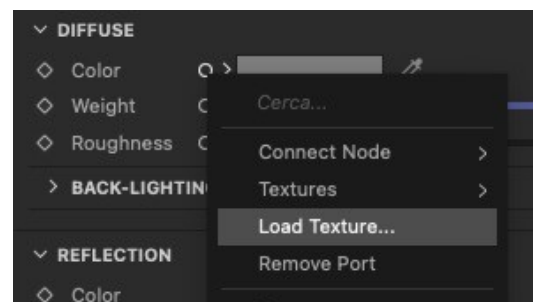 DIFFUSE
Color
Cerca...
Weight
Roughness
Connect Node
BACK-LIGHTIN
Textures
Load Texture...
REFLECTION
Remove Port
Color